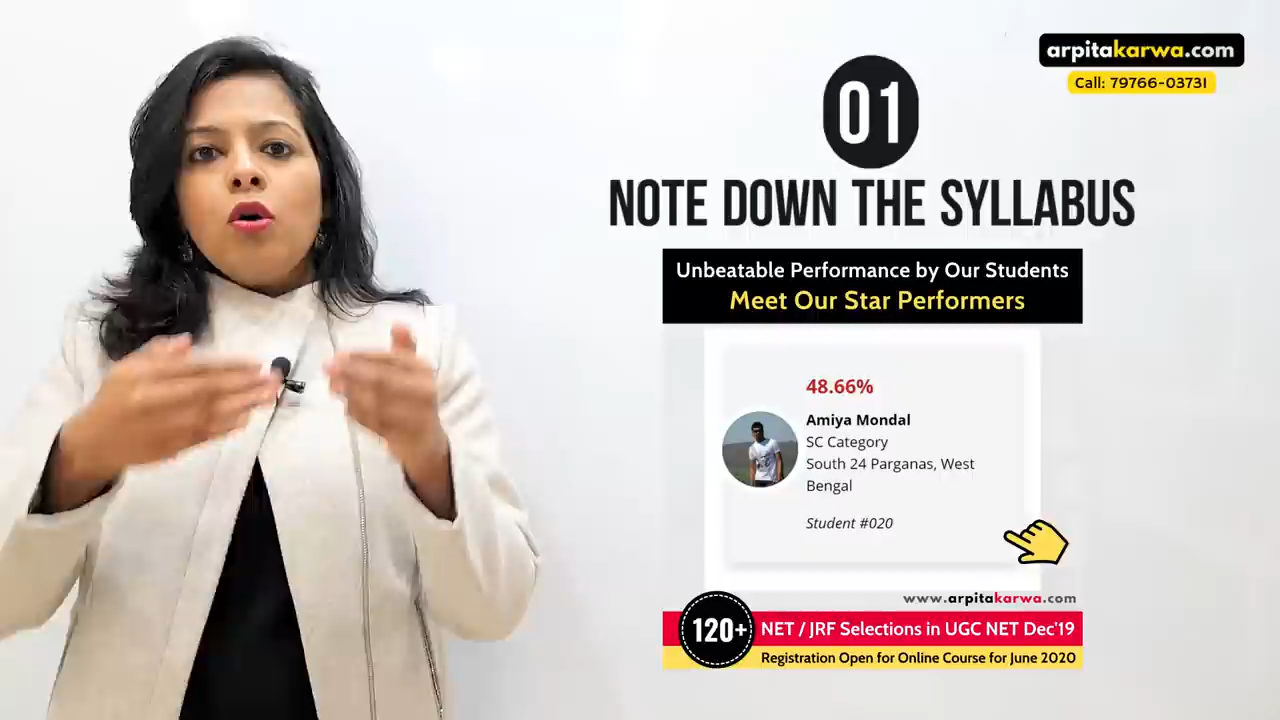 arpitakarwa.com
Call: 79766-03731
01
NOTE DOWN THE SYLLABUS
Unbeatable Performance by Our Students
Meet Our Star Performers
48.66%
Amiya Mondal
SC Category
South 24 Parganas, West
Bengal
Student #020
www.arpitakarwa.com
120+ NET / JRF Selections in UGC NET Dec'19
Registration Open for Online Course for June 2020